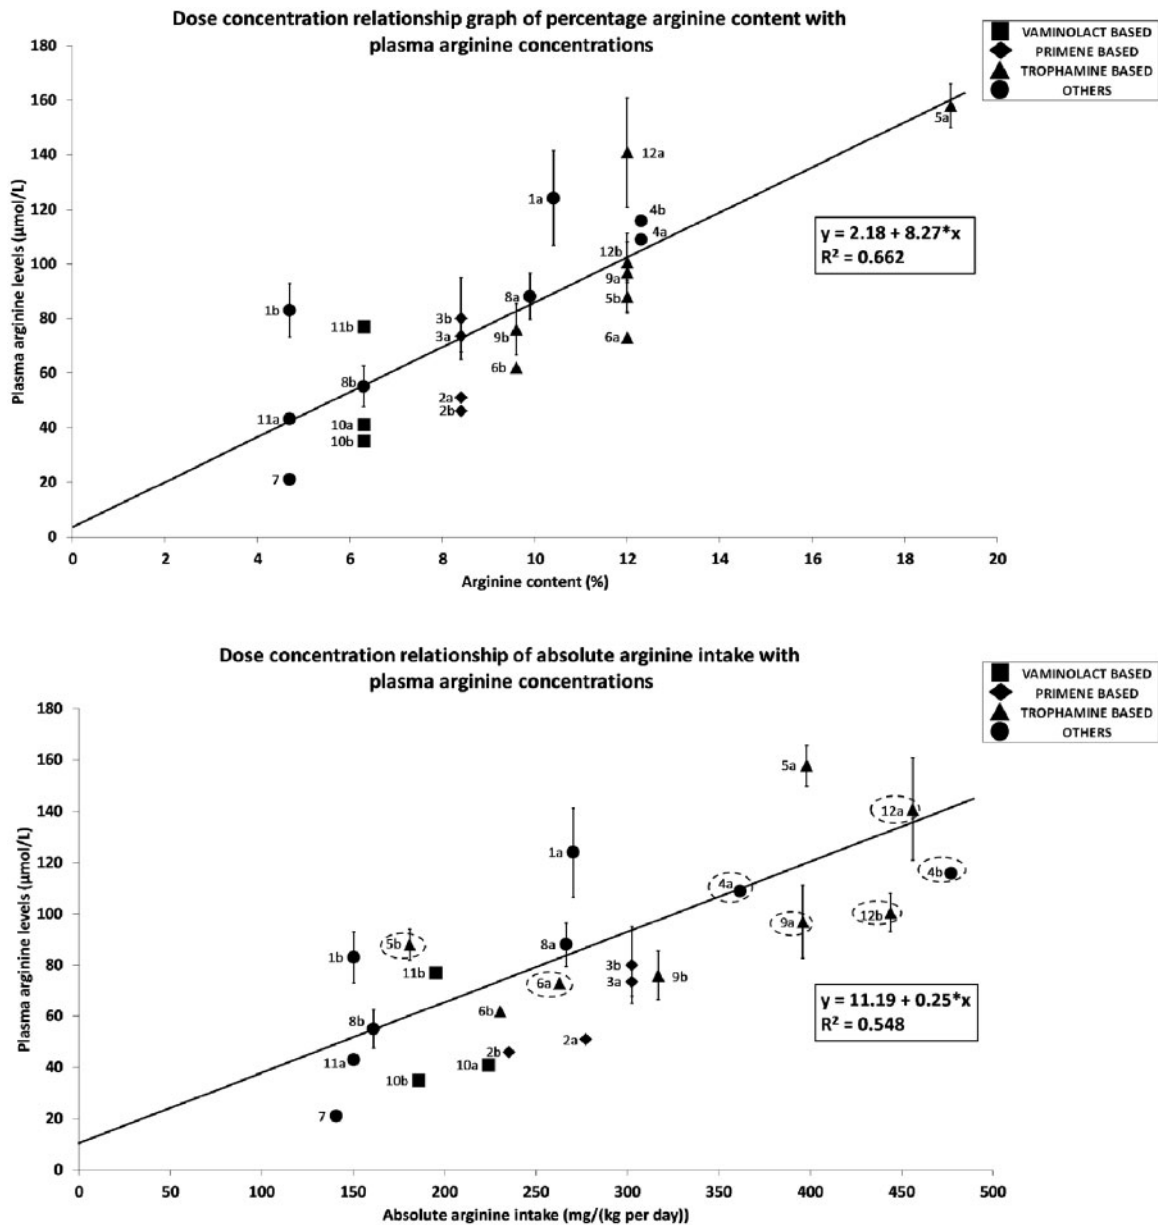 Dose concentration relationship graph of percentage arginine content with
plasma arginine concentrations
VAMINOLACT BASED
PRIMENE BASED
TROPHAMINE BASED
OTHERS
Plasma arginine levels (µmol/L)
180
160
140
120
100
80
60
40
20
0
5a
12a
1a
4b
4a
12b
9a
5b
6a
8a
9b
6b
3b
3a
2a
2b
1b
11b
8b
11a
10a
10b
7
y = 2.18 + 8.27*x
R² = 0.662
0 2 4 6 8 10 12 14 16 18 20
Arginine content (%)
Dose concentration relationship of absolute arginine intake with
plasma arginine concentrations
VAMINOLACT BASED
PRIMENE BASED
TROPHAMINE BASED
OTHERS
Plasma arginine levels (µmol/L)
180
160
140
120
100
80
60
40
20
0
5a
12a
1a
4a
4b
9a
12b
5b
8a
1b
11b
3b
3a
9b
6a
6b
8b
2a
2b
11a
10a
10b
7
y = 11.19 + 0.25*x
R² = 0.548
0 50 100 150 200 250 300 350 400 450 500
Absolute arginine intake (mg/(kg per day))